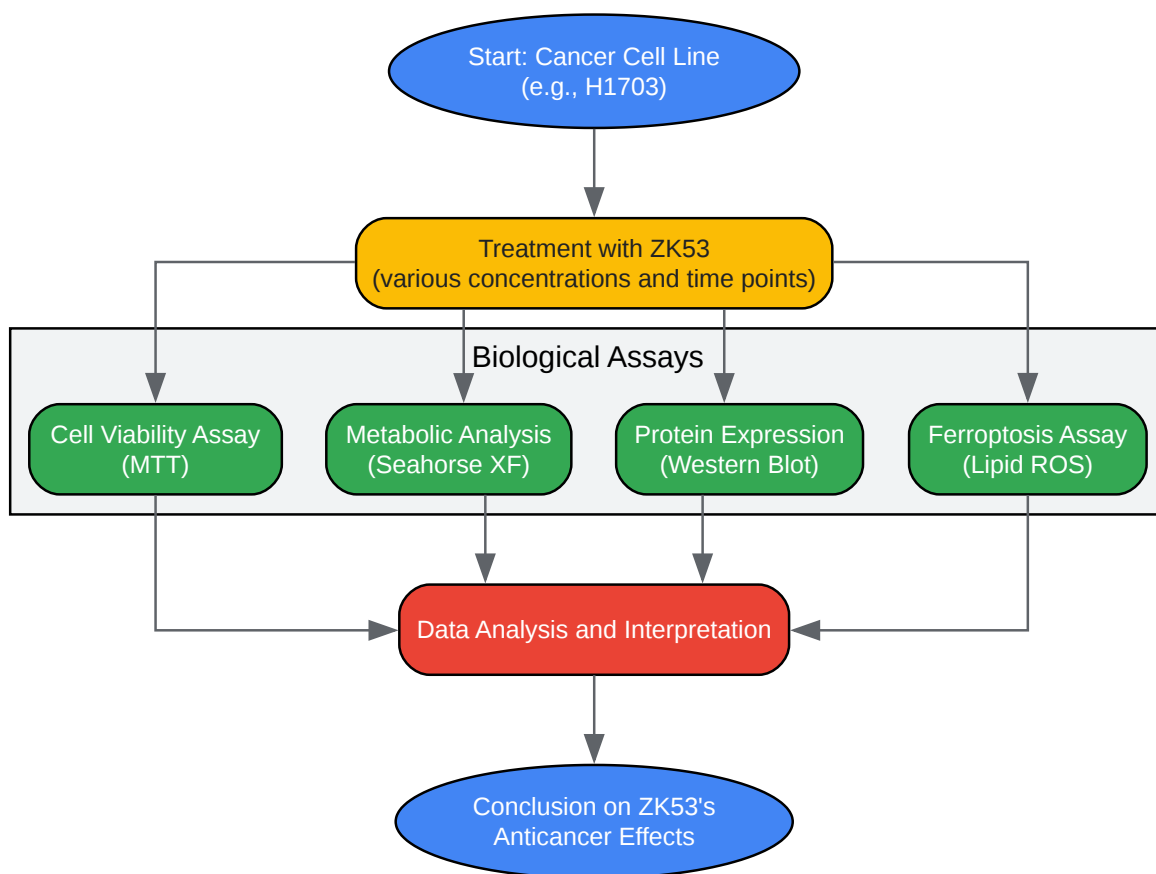 Start: Cancer Cell Line
(e.g., H1703)
Treatment with ZK53
(various concentrations and time points)
Biological Assays
Cell Viability Assay
(MTT)
Metabolic Analysis
(Seahorse XF)
Protein Expression
(Western Blot)
Ferroptosis Assay
(Lipid ROS)
Data Analysis and Interpretation
Conclusion on ZK53's
Anticancer Effects